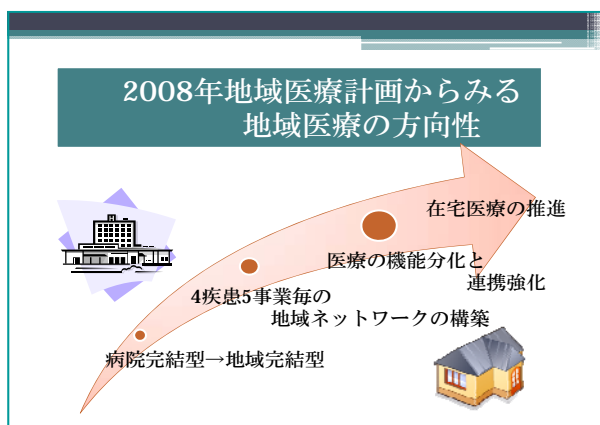 2008年地域医療計画からみる
地域医療の方向性
在宅医療の推進
医療の機能分化と
連携強化
4疾患5事業毎の
地域ネットワークの構築
病院完結型→地域完結型